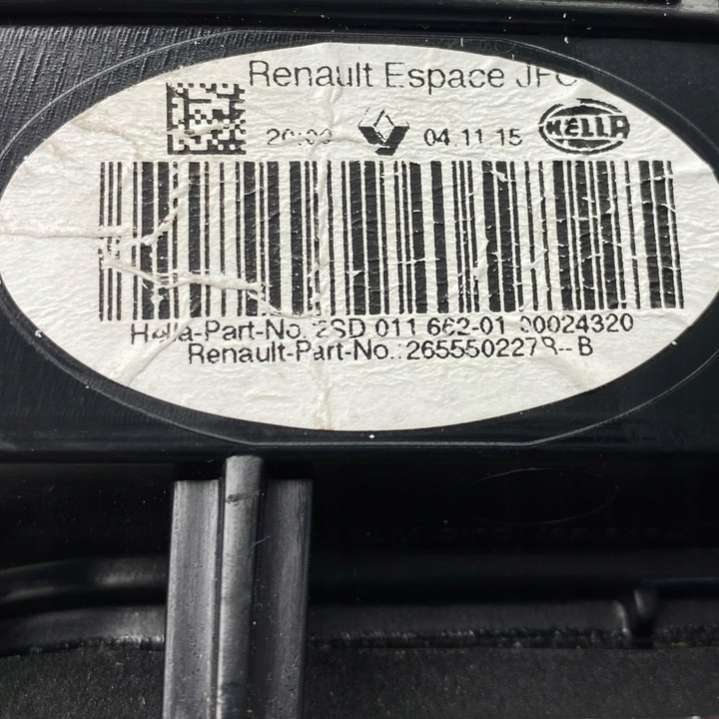 Renault Espace JFC
04.11.15 HELLA
Hella-Part-No. 2SD 011 662-01 00024320
Renault-Part-No.: 265550227R--B